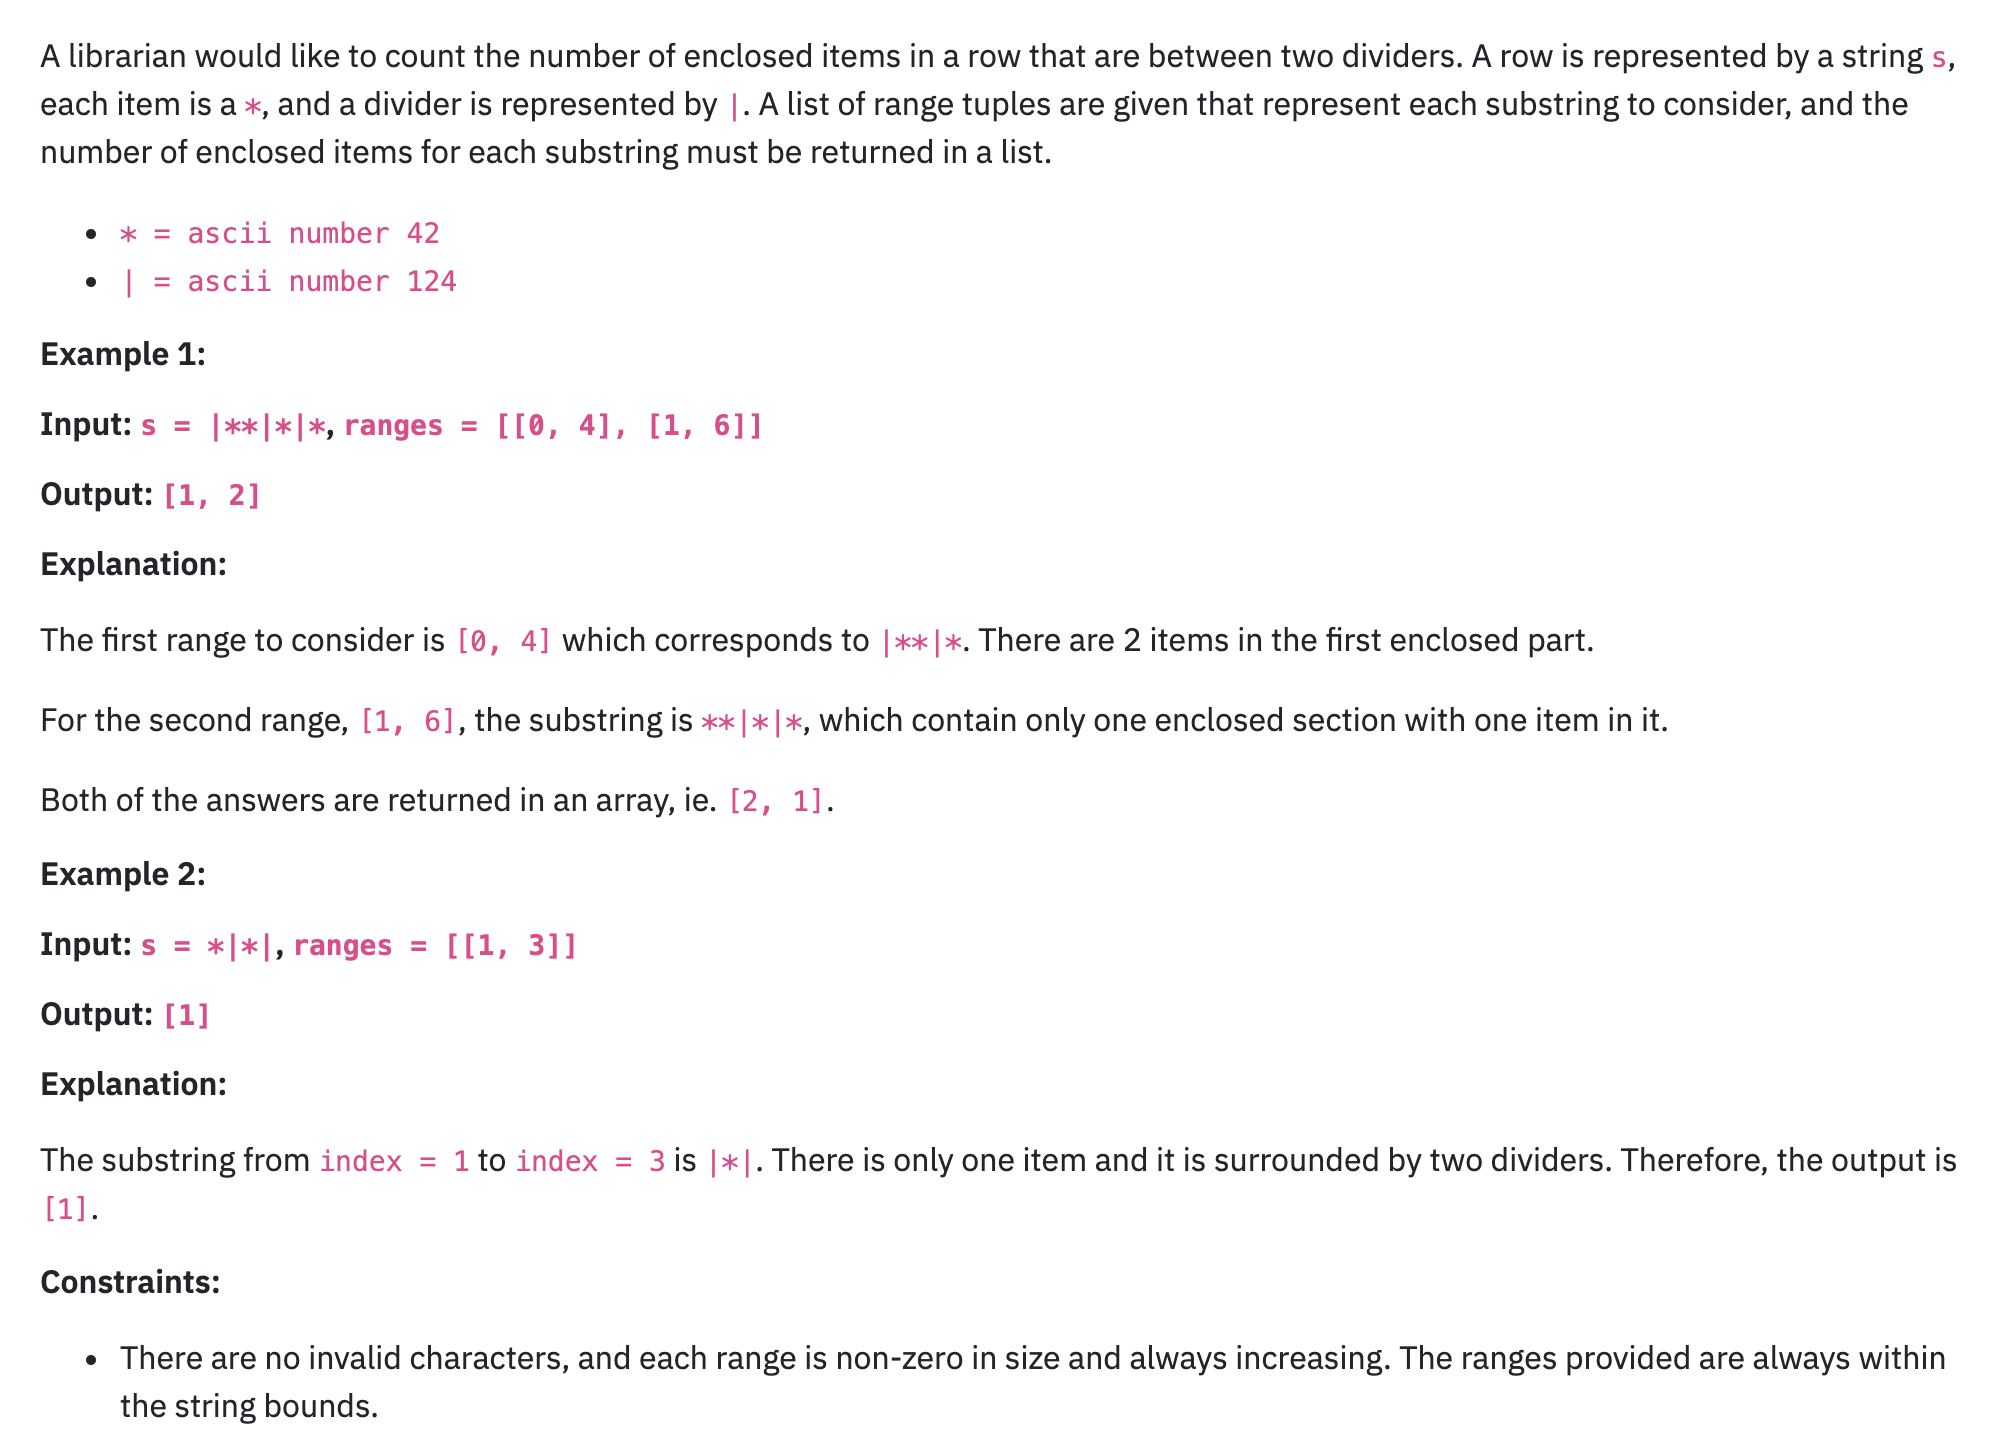 A librarian would like to count the number of enclosed items in a row that are between two dividers. A row is represented by a string s,
each item is a *, and a divider is represented by |. A list of range tuples are given that represent each substring to consider, and the
number of enclosed items for each substring must be returned in a list.
• * = ascii number 42
• | = ascii number 124
Example 1:
Input: s = |**|*|*, ranges = [[0, 4], [1, 6]]
Output: [1, 2]
Explanation:
The first range to consider is [0, 4] which corresponds to |**|*. There are 2 items in the first enclosed part.
For the second range, [1, 6], the substring is **|*|*, which contain only one enclosed section with one item in it.
Both of the answers are returned in an array, ie. [2, 1].
Example 2:
Input: s = *|*|, ranges = [[1, 3]]
Output: [1]
Explanation:
The substring from index = 1 to index = 3 is |*|. There is only one item and it is surrounded by two dividers. Therefore, the output is
[1].
Constraints:
• There are no invalid characters, and each range is non-zero in size and always increasing. The ranges provided are always within
the string bounds.